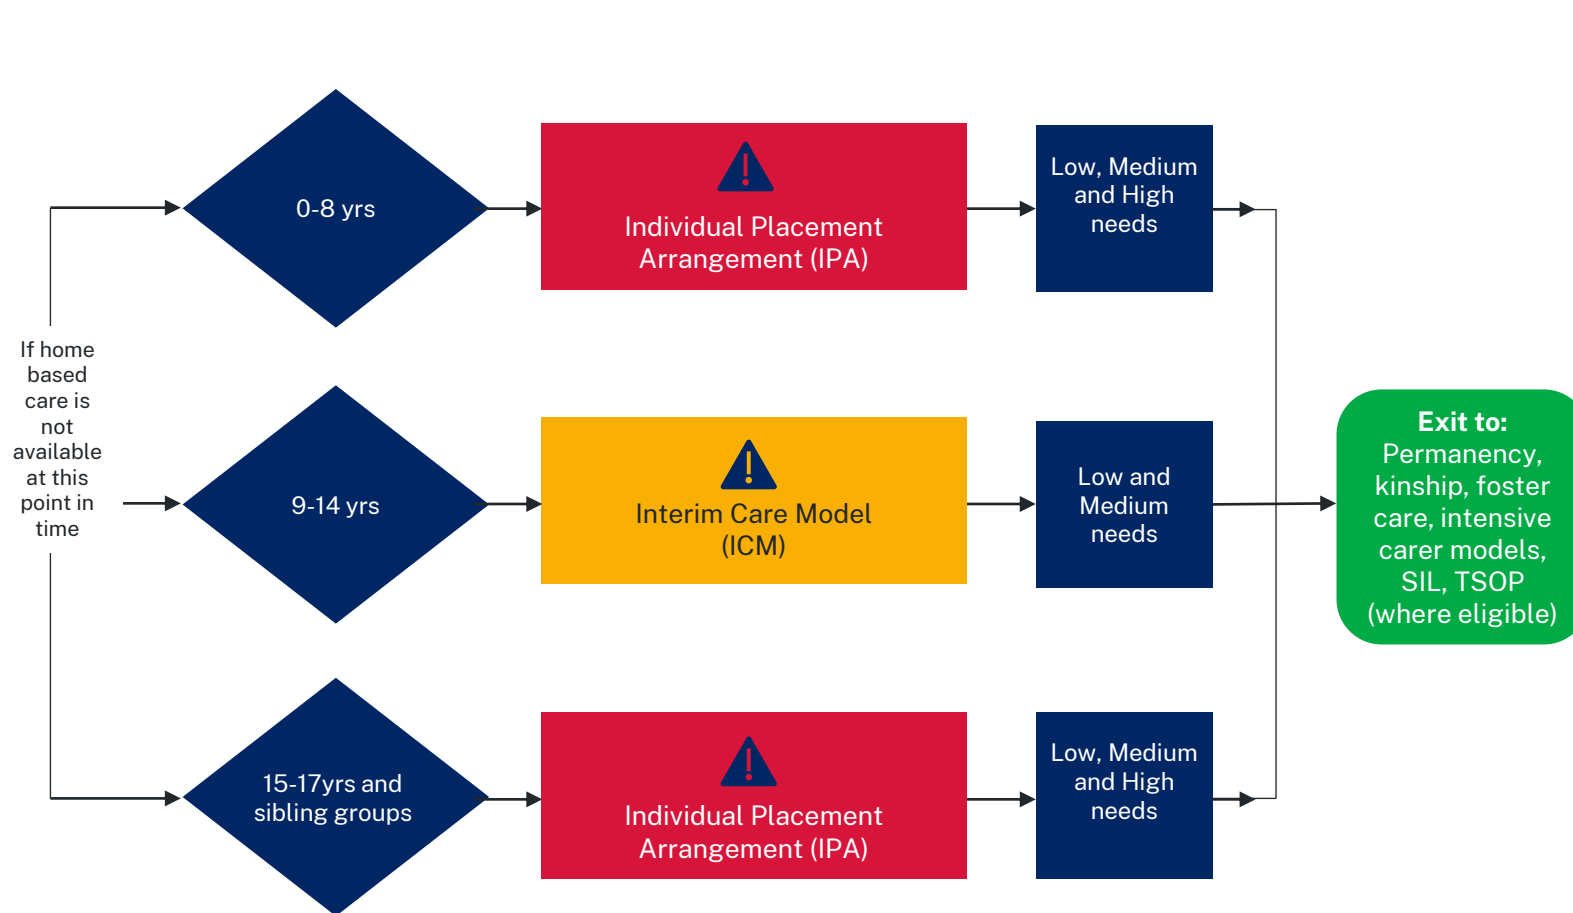 If home
based
care is
not
available
at this
point in
time
0-8 yrs
Individual Placement
Arrangement (IPA)
Low, Medium
and High
needs
9-14 yrs
Interim Care Model
(ICM)
Low and
Medium
needs
15-17yrs and
sibling groups
Individual Placement
Arrangement (IPA)
Low, Medium
and High
needs
Exit to:
Permanency,
kinship, foster
care, intensive
carer models,
SIL, TSOP
(where eligible)